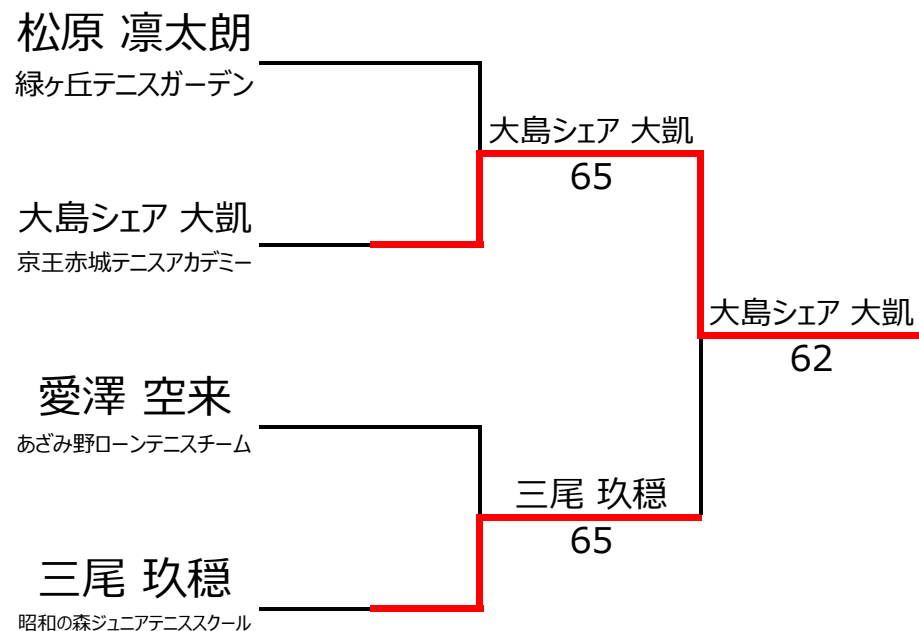 松原 凛太朗
緑ヶ丘テニスガーデン
大島シェア 大凱
65
大島シェア 大凱
京王赤城テニスアカデミー
大島シェア 大凱
62
愛澤 空来
あざみ野ローンテニスチーム
三尾 玖穏
65
三尾 玖穏
昭和の森ジュニアテニススクール